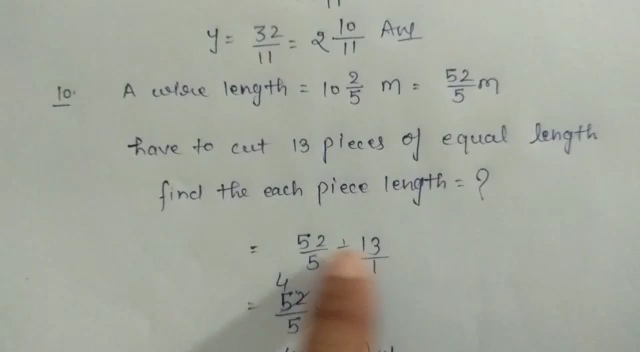 y = 32/11 = 2 10/11 Ans
10. A wire length = 10 2/5 m = 52/5 m
have to cut 13 pieces of equal length
find the each piece length = ?
= 52/5 ÷ 13/1
4
= 52/5